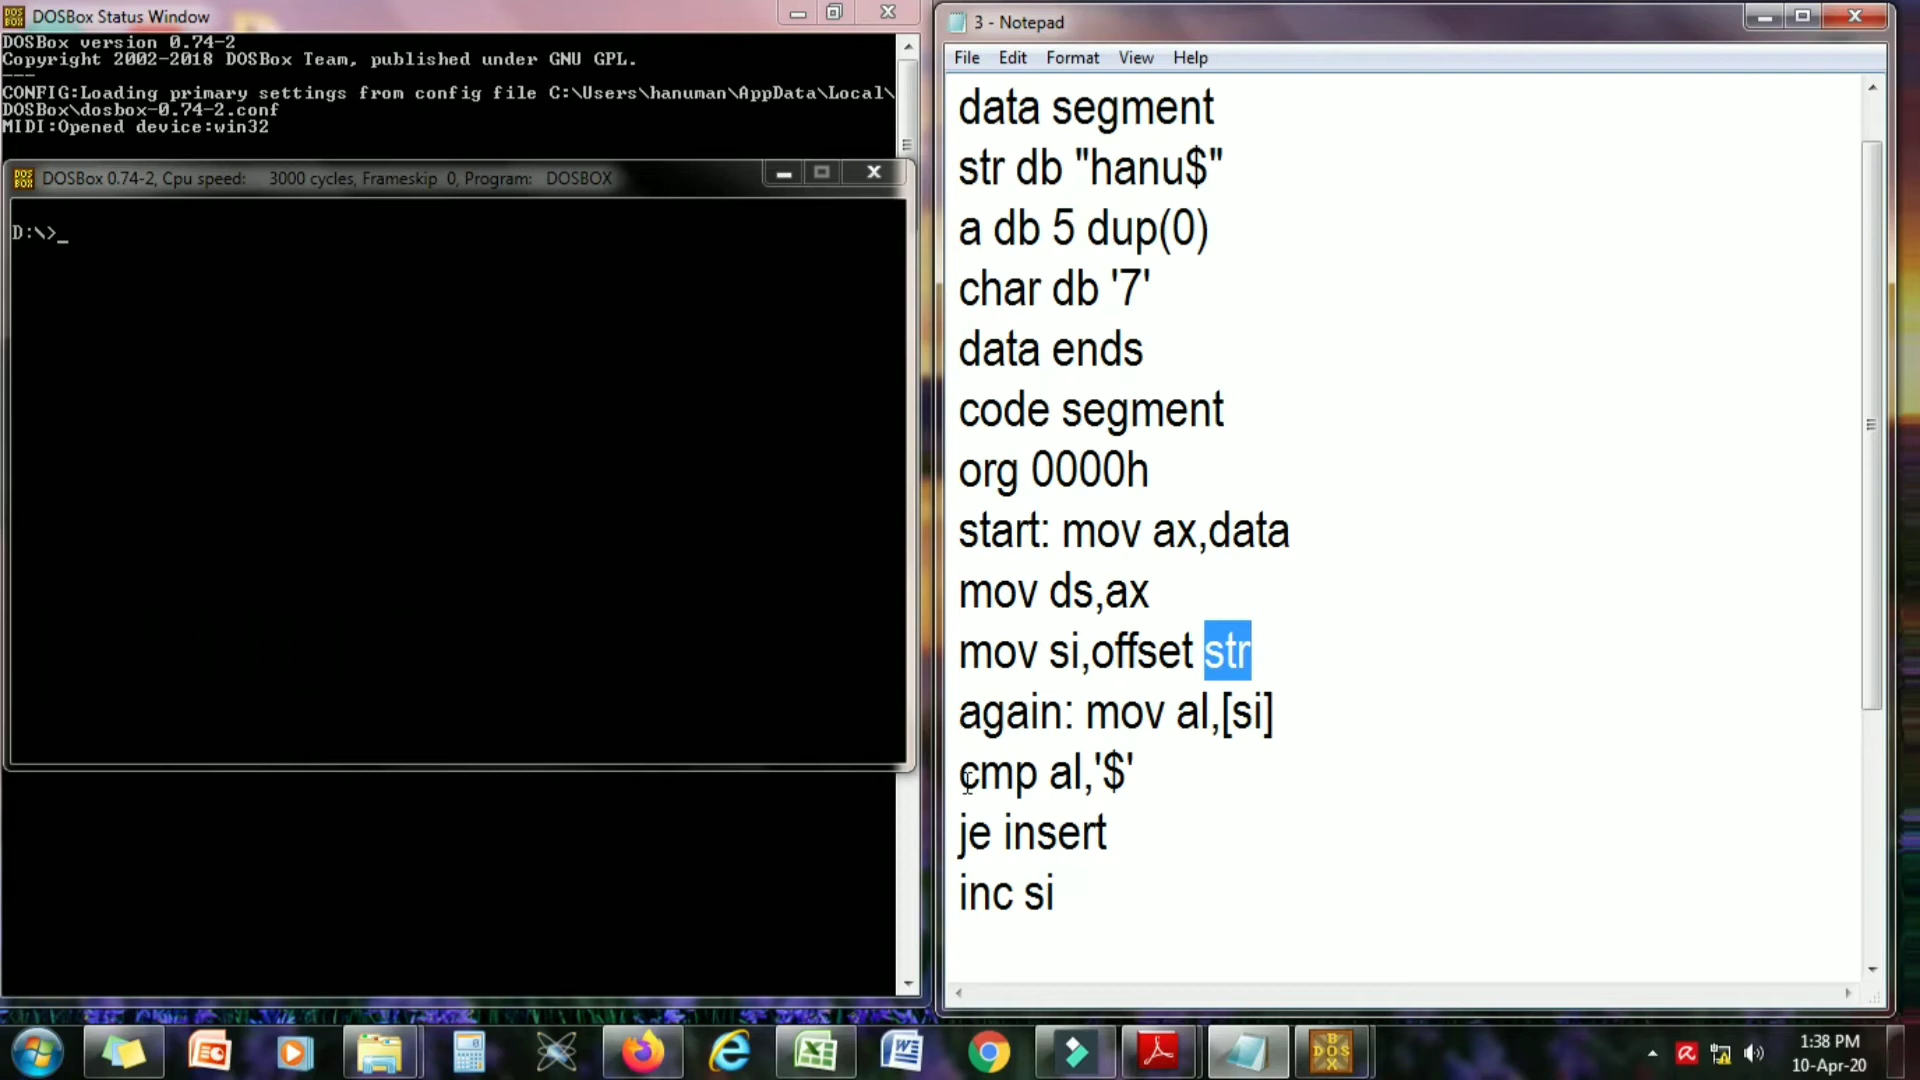 DOSBox Status Window
DOSBox version 0.74-2
Copyright 2002-2018 DOSBox Team, published under GNU GPL.
---
CONFIG:Loading primary settings from config file C:\Users\hanuman\AppData\Local\
DOSBox\dosbox-0.74-2.conf
MIDI:Opened device:win32
DOSBox 0.74-2, Cpu speed: 3000 cycles, Frameskip 0, Program: DOSBOX
D:\>_
3 - Notepad
File Edit Format View Help
data segment
str db "hanu$"
a db 5 dup(0)
char db '7'
data ends
code segment
org 0000h
start: mov ax,data
mov ds,ax
mov si,offset str
again: mov al,[si]
cmp al,'$'
je insert
inc si
1:38 PM
10-Apr-20